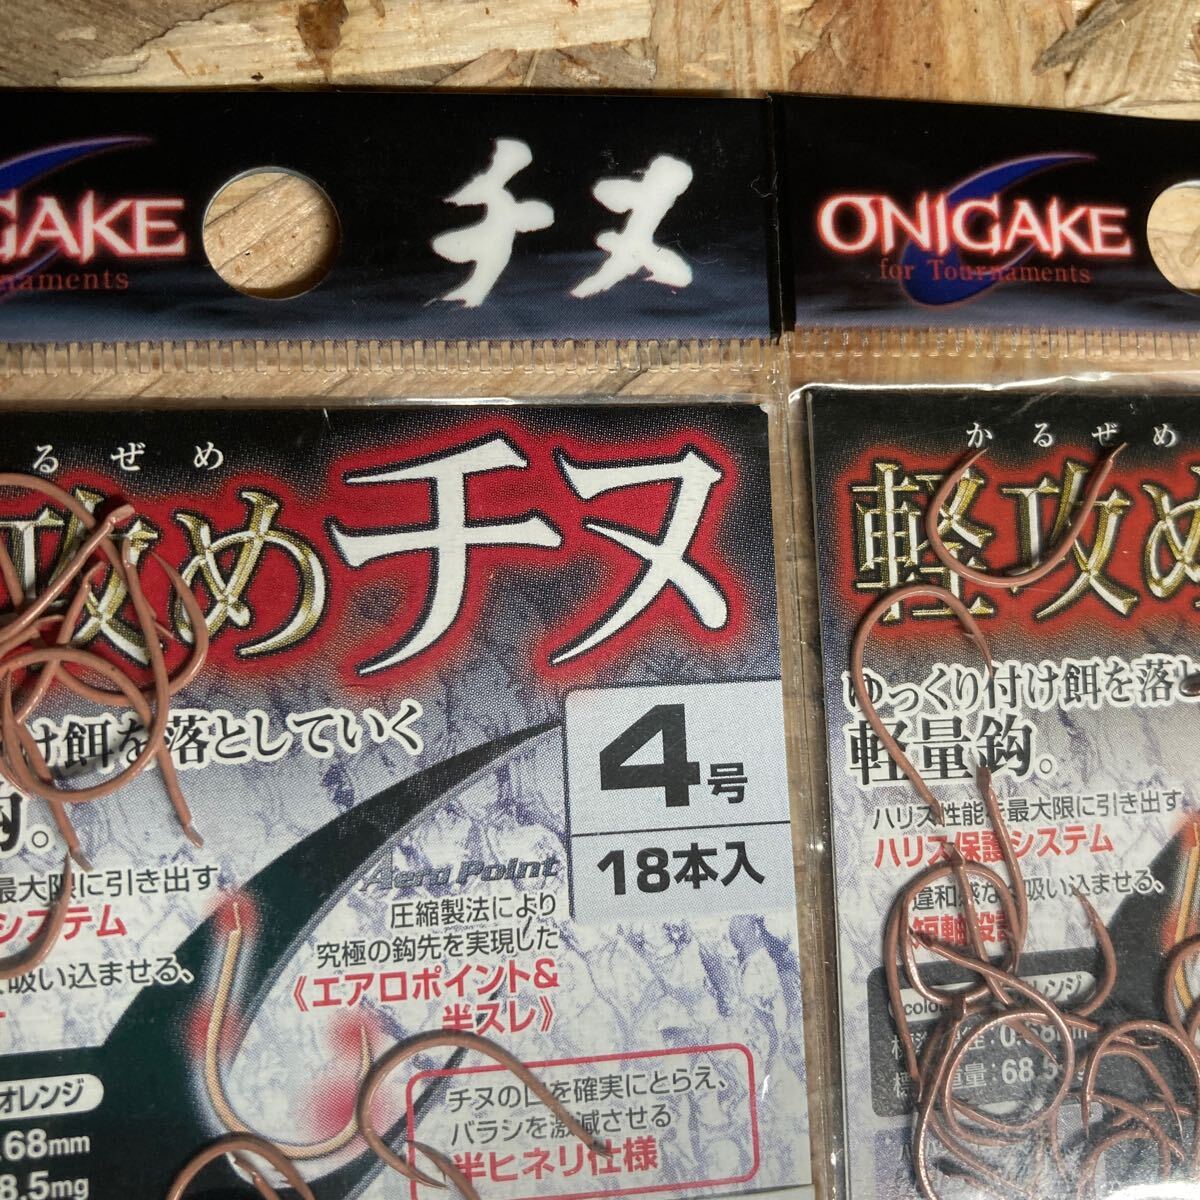 GAKE
チヌ
るぜめ
攻めチヌ
け餌を落としていく
鈎。
4号
18本入
最大限に引き出す
システム
吸い込ませる、
Aero Point
圧縮製法により
究極の鈎先を実現した
《エアロポイント&
半スレ》
チヌの口を確実にとらえ、
バラシを激減させる
半ヒネリ仕様
オレンジ
.68mm
8.5mg
ONIGAKE
for Tournaments
かるぜめ
軽攻め
ゆっくり付け餌を落と
軽量鈎。
ハリス性能を最大限に引き出す
ハリス保護システム
違和感なく吸い込ませる、
短軸設計